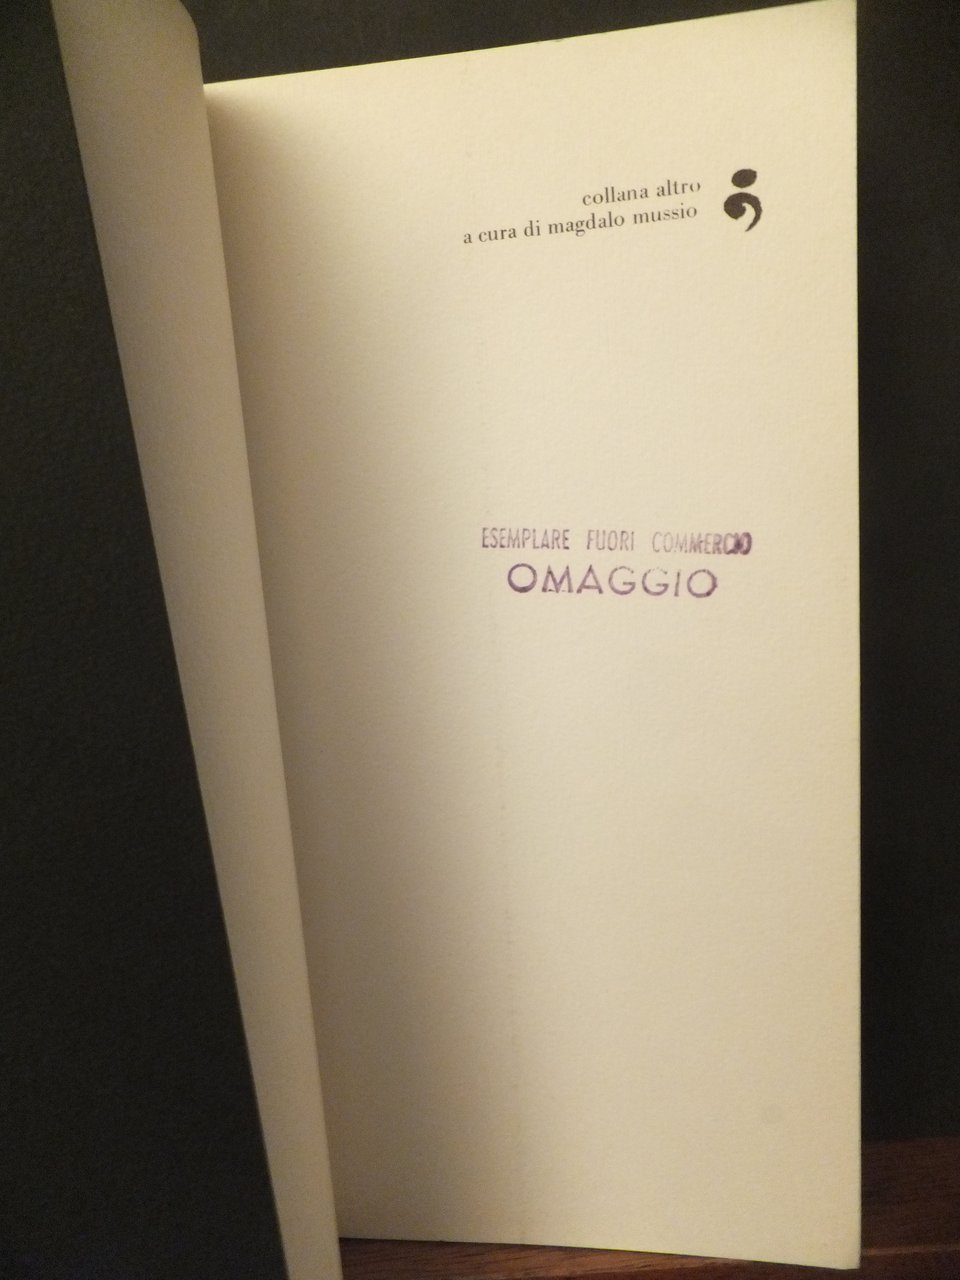 collana altro
a cura di magdalo mussio
ESEMPLARE FUORI COMMERCIO
OMAGGIO